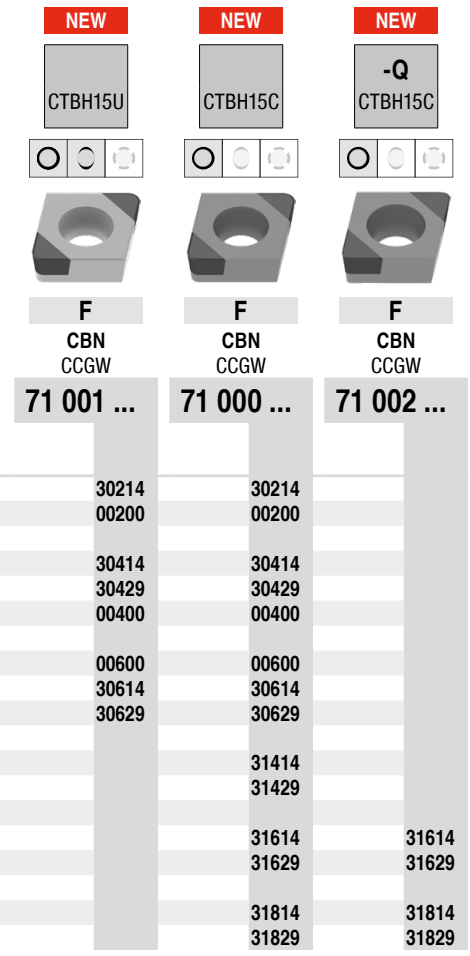 NEW NEW NEW
-Q
CTBH15U CTBH15C CTBH15C
F F F
CBN CBN CBN
CCGW CCGW CCGW
71 001 ... 71 000 ... 71 002 ...
30214 30214
00200 00200
30414 30414
30429 30429
00400 00400
00600 00600
30614 30614
30629 30629
31414
31429
31614 31614
31629 31629
31814 31814
31829 31829